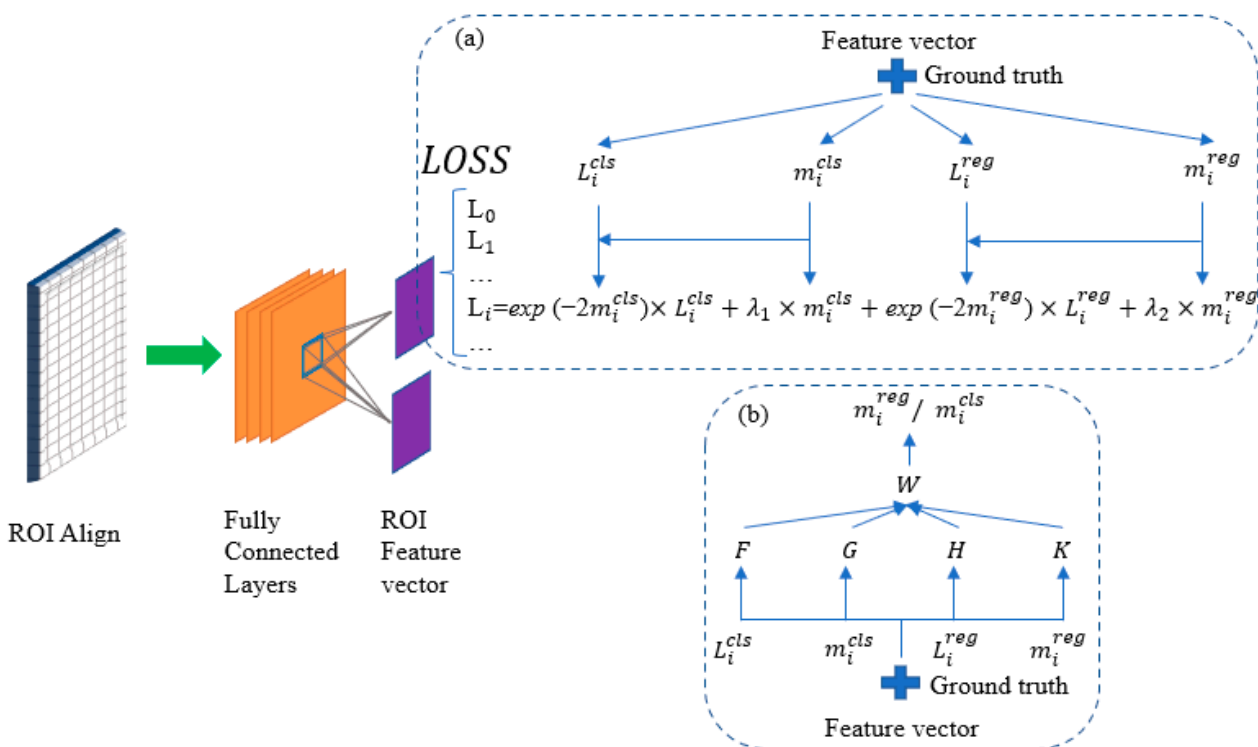 (a)
Feature vector
Ground truth
LOSS
L_i^{cls} m_i^{cls} L_i^{reg} m_i^{reg}
L_0
L_1
...
L_i=exp (-2m_i^{cls})× L_i^{cls} + λ_1 × m_i^{cls} + exp (-2m_i^{reg}) × L_i^{reg} + λ_2 × m_i^{reg}
...
ROI Align
Fully
Connected
Layers
ROI
Feature
vector
(b)
m_i^{reg}/ m_i^{cls}
W
F G H K
L_i^{cls} m_i^{cls} L_i^{reg} m_i^{reg}
Ground truth
Feature vector